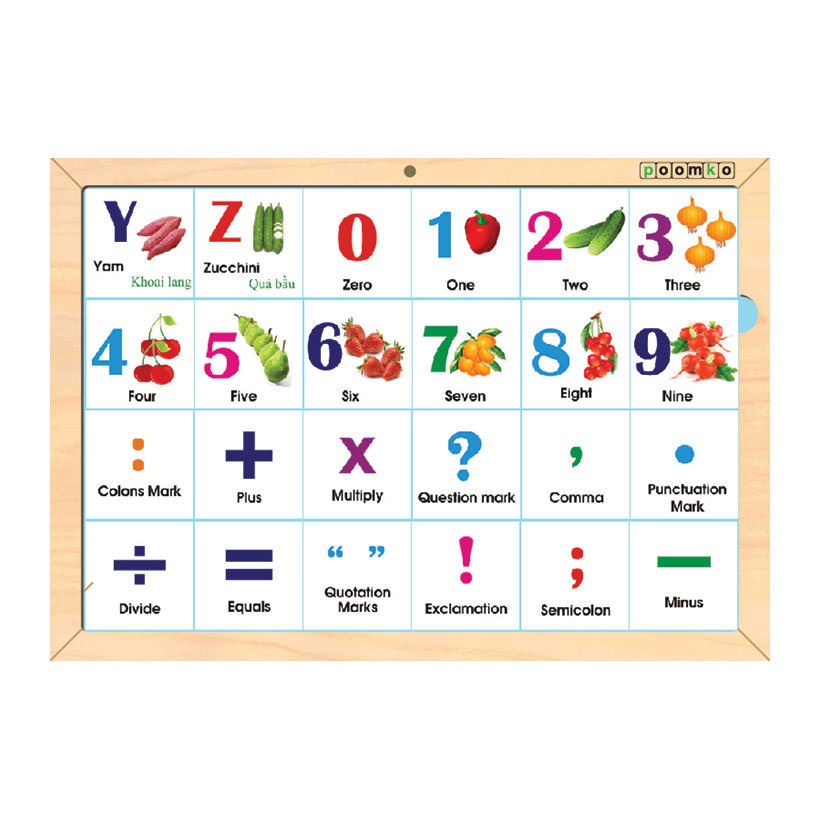 poomko
Y
Yam
Khoai lang
Z
Zucchini
Quả bầu
0
Zero
1
One
2
Two
3
Three
4
Four
5
Five
6
Six
7
Seven
8
Eight
9
Nine
:
Colons Mark
+
Plus
x
Multiply
?
Question mark
,
Comma
•
Punctuation
Mark
÷
Divide
=
Equals
“ ”
Quotation
Marks
!
Exclamation
;
Semicolon
−
Minus